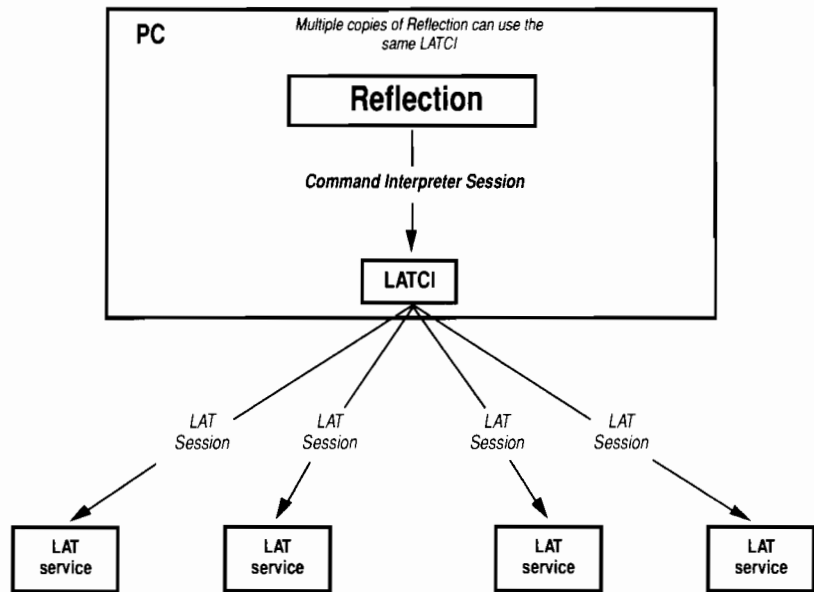 PC
Multiple copies of Reflection can use the
same LATCI
Reflection
Command Interpreter Session
LATCI
LAT
Session
LAT
Session
LAT
Session
LAT
Session
LAT
service
LAT
service
LAT
service
LAT
service